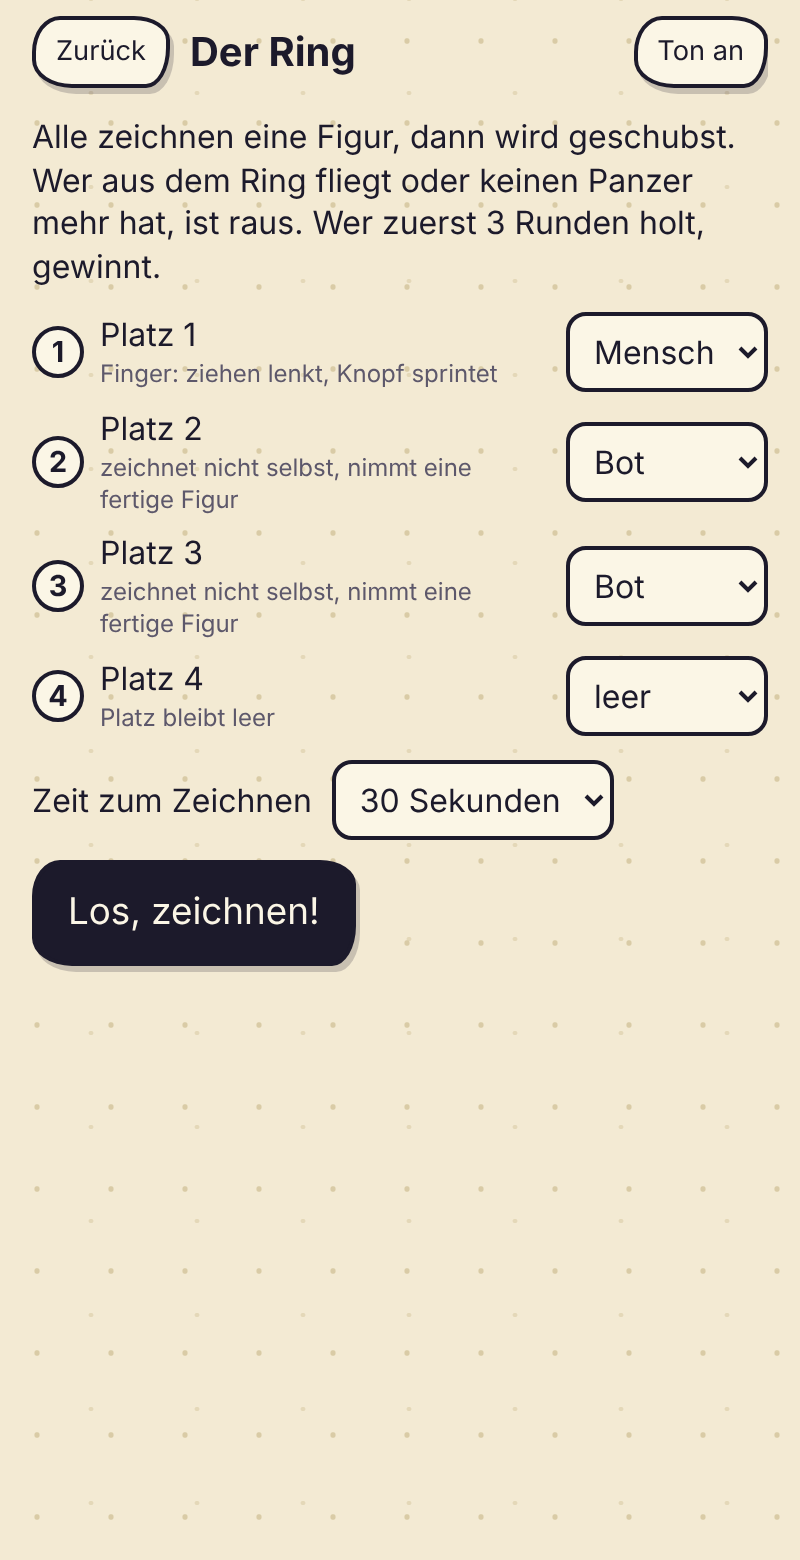 Zurück
Der Ring
Ton an
Alle zeichnen eine Figur, dann wird geschubst.
Wer aus dem Ring fliegt oder keinen Panzer
mehr hat, ist raus. Wer zuerst 3 Runden holt,
gewinnt.
1
Platz 1
Finger: ziehen lenkt, Knopf sprintet
Mensch
2
Platz 2
zeichnet nicht selbst, nimmt eine
fertige Figur
Bot
3
Platz 3
zeichnet nicht selbst, nimmt eine
fertige Figur
Bot
4
Platz 4
Platz bleibt leer
leer
Zeit zum Zeichnen
30 Sekunden
Los, zeichnen!